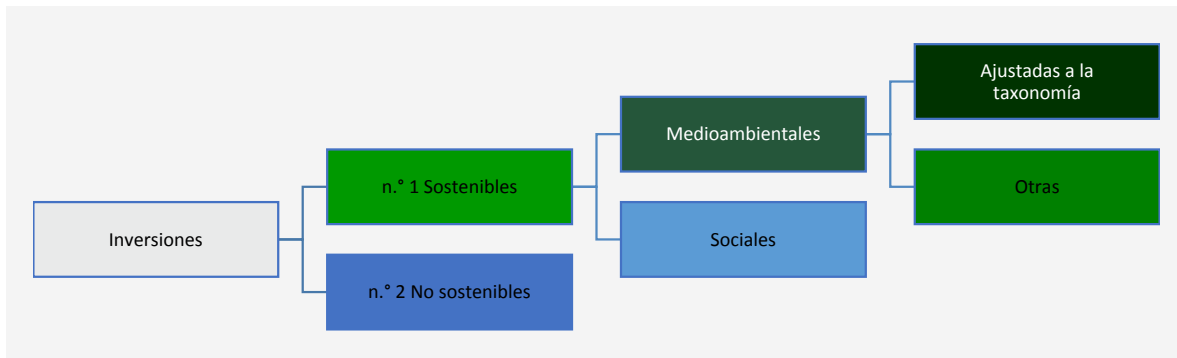 Inversiones
n.° 1 Sostenibles
n.° 2 No sostenibles
Medioambientales
Sociales
Ajustadas a la
taxonomía
Otras